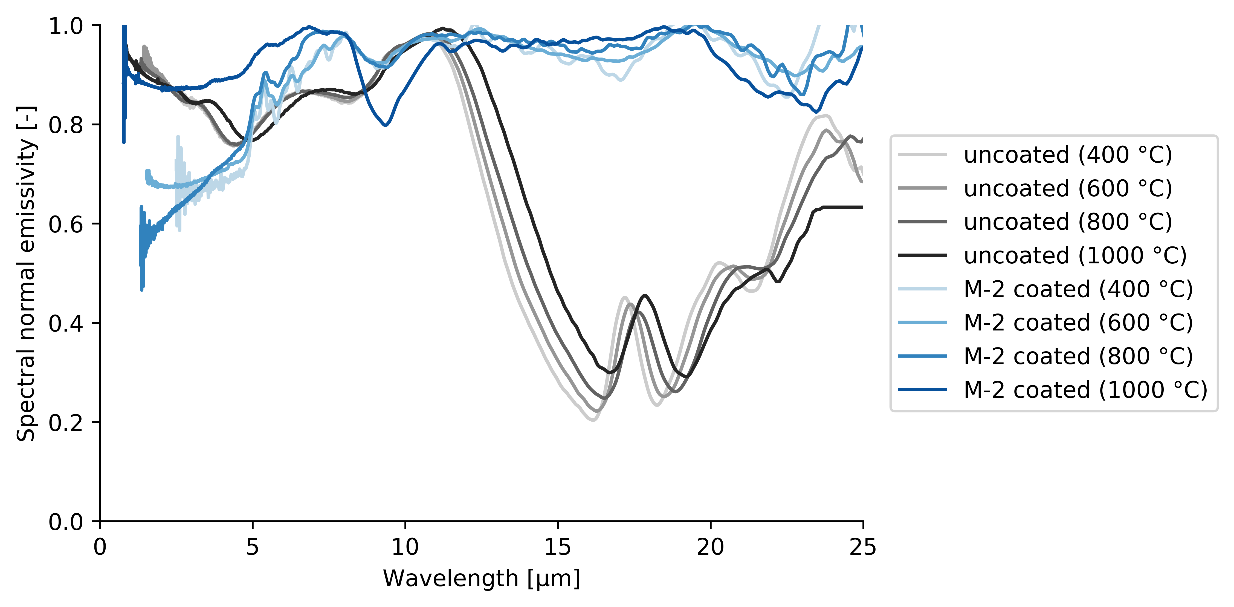 1.0
0.8
0.6
0.4
0.2
0.0
Spectral normal emissivity [-]
0 5 10 15 20 25
Wavelength [μm]
uncoated (400 °C)
uncoated (600 °C)
uncoated (800 °C)
uncoated (1000 °C)
M-2 coated (400 °C)
M-2 coated (600 °C)
M-2 coated (800 °C)
M-2 coated (1000 °C)